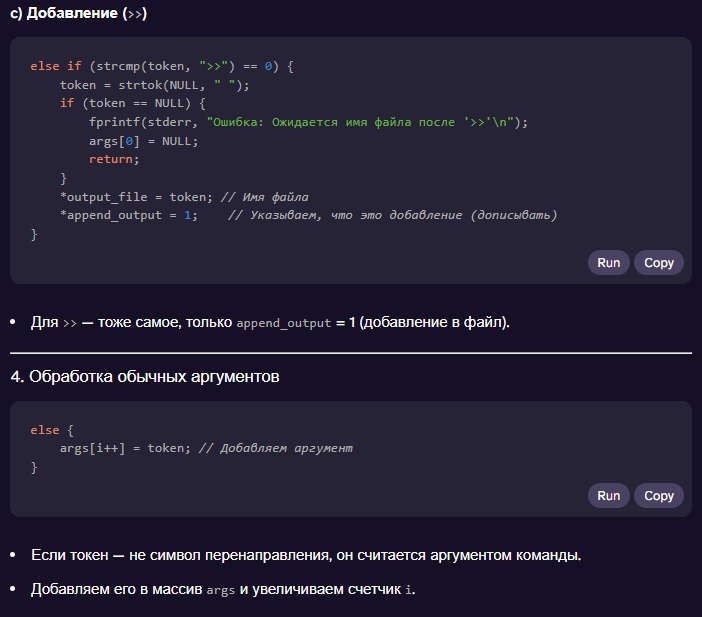 c) Добавление (>>)
else if (strcmp(token, ">>") == 0) {
    token = strtok(NULL, " ");
    if (token == NULL) {
        fprintf(stderr, "Ошибка: Ожидается имя файла после '>>'\n");
        args[0] = NULL;
        return;
    }
    *output_file = token; // Имя файла
    *append_output = 1;    // Указываем, что это добавление (дописывать)
}
Run Copy
• Для >> — тоже самое, только append_output = 1 (добавление в файл).
4. Обработка обычных аргументов
else {
    args[i++] = token; // Добавляем аргумент
}
Run Copy
• Если токен — не символ перенаправления, он считается аргументом команды.
• Добавляем его в массив args и увеличиваем счетчик i.